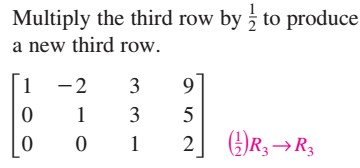 Multiply the third row by 1/2 to produce
a new third row.
1 −2 3 9
0 1 3 5
0 0 1 2 (1/2)R₃→R₃